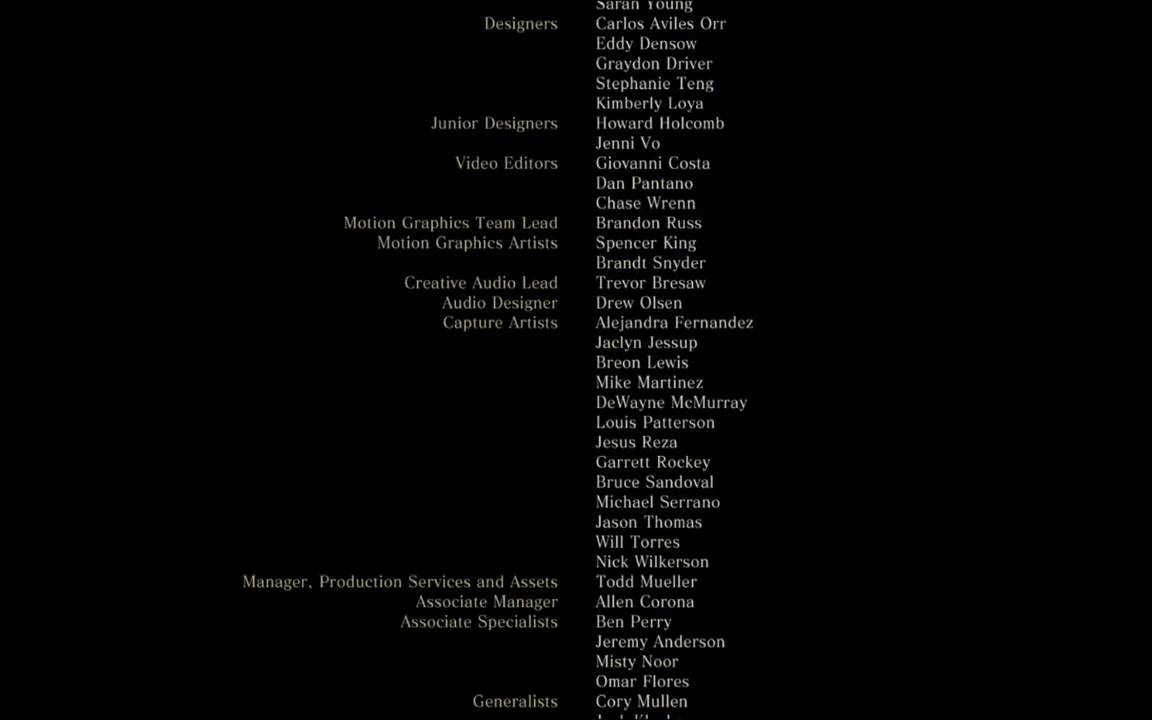 Sarah Young
Designers Carlos Aviles Orr
Eddy Densow
Graydon Driver
Stephanie Teng
Kimberly Loya
Junior Designers Howard Holcomb
Jenni Vo
Video Editors Giovanni Costa
Dan Pantano
Chase Wrenn
Motion Graphics Team Lead Brandon Russ
Motion Graphics Artists Spencer King
Brandt Snyder
Creative Audio Lead Trevor Bresaw
Audio Designer Drew Olsen
Capture Artists Alejandra Fernandez
Jaclyn Jessup
Breon Lewis
Mike Martinez
DeWayne McMurray
Louis Patterson
Jesus Reza
Garrett Rockey
Bruce Sandoval
Michael Serrano
Jason Thomas
Will Torres
Nick Wilkerson
Manager, Production Services and Assets Todd Mueller
Associate Manager Allen Corona
Associate Specialists Ben Perry
Jeremy Anderson
Misty Noor
Omar Flores
Generalists Cory Mullen